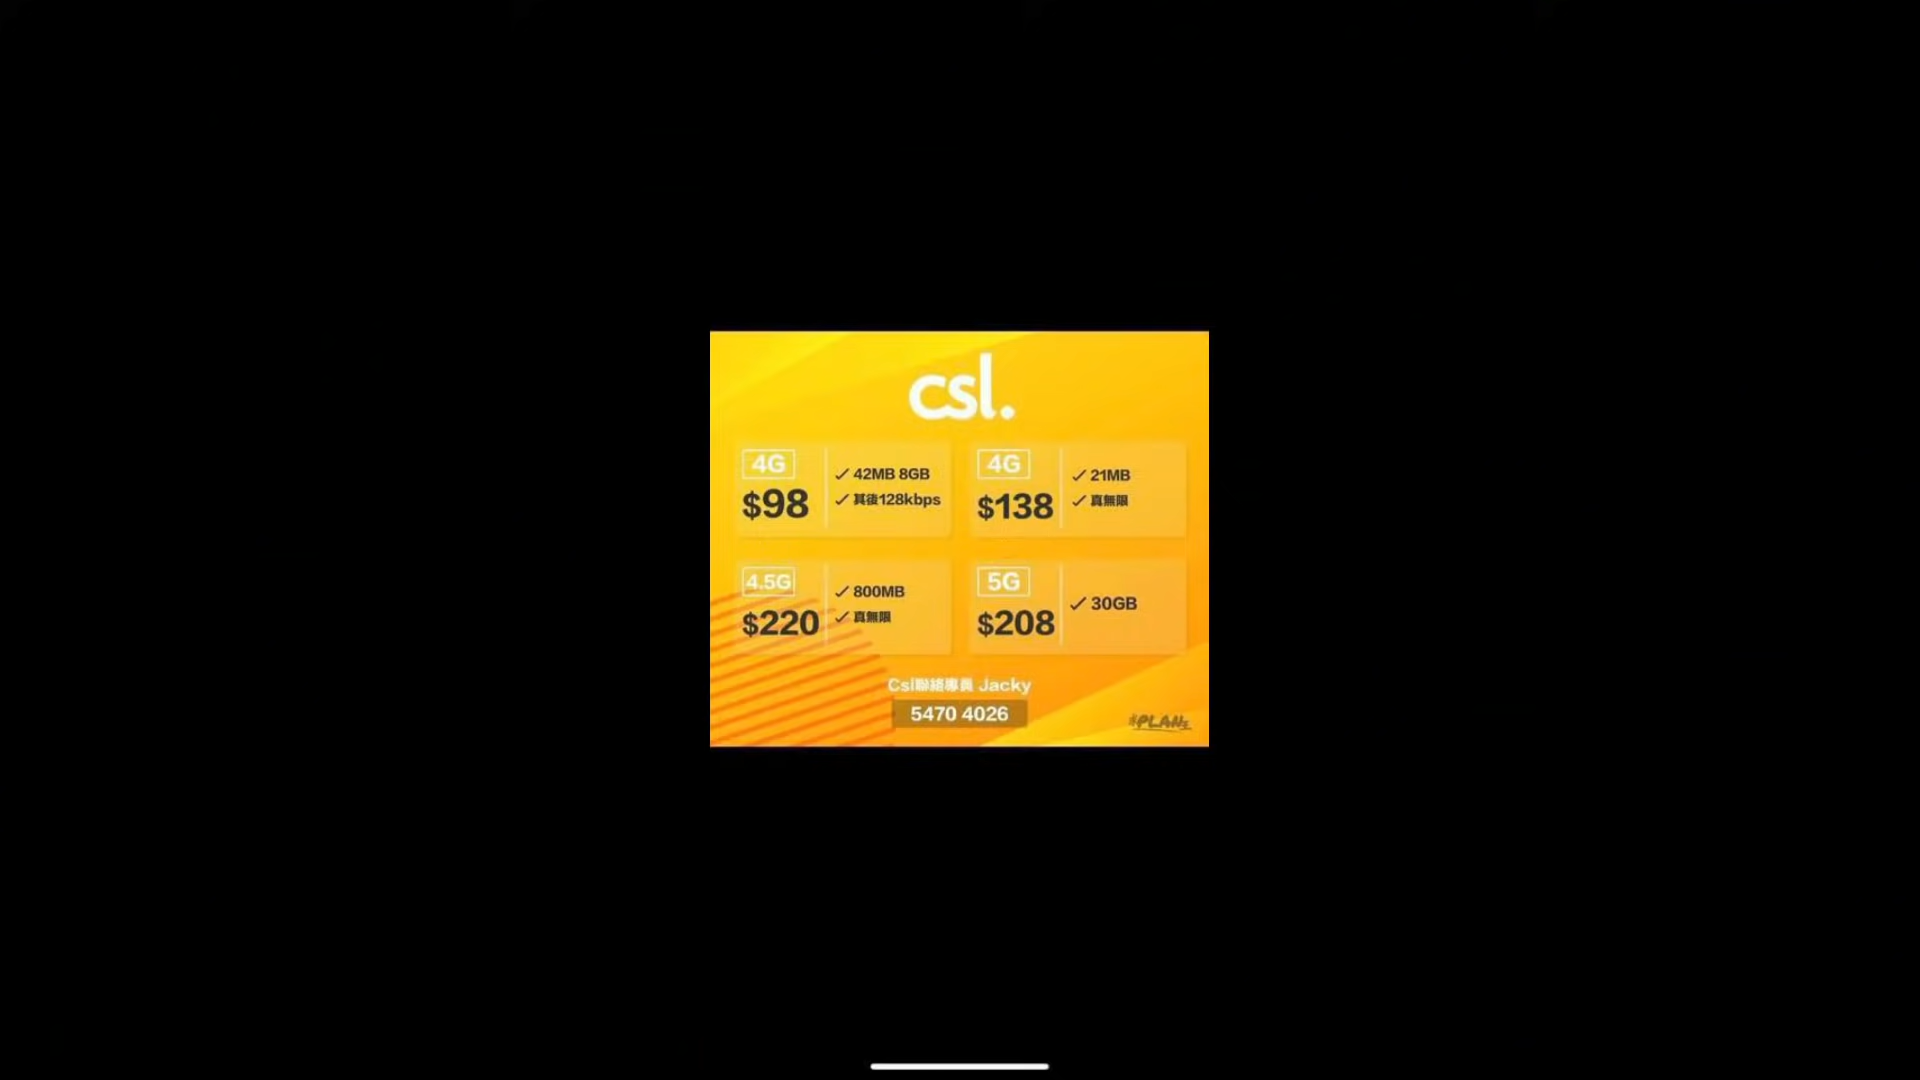 csl.
4G
$98
42MB 8GB
其後128kbps
4G
$138
21MB
真無限
4.5G
$220
800MB
真無限
5G
$208
30GB
Csl聯絡專員 Jacky
5470 4026
PLAN